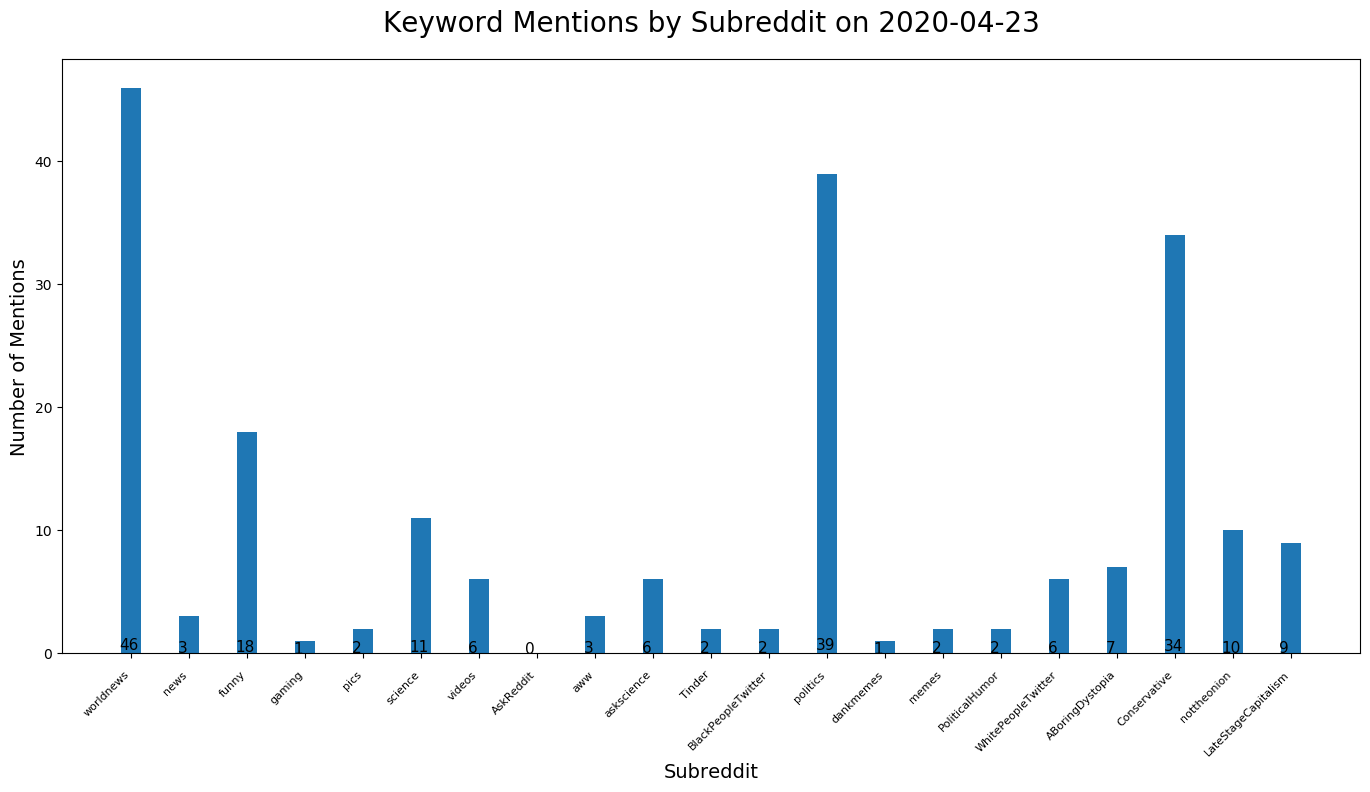 Keyword Mentions by Subreddit on 2020-04-23
Number of Mentions
40
30
20
10
0
46
3
18
1
2
11
6
0
3
6
2
2
39
1
2
2
6
7
34
10
9
worldnews
news
funny
gaming
pics
science
videos
AskReddit
aww
askscience
Tinder
BlackPeopleTwitter
politics
dankmemes
memes
PoliticalHumor
WhitePeopleTwitter
ABoringDystopia
Conservative
nottheonion
LateStageCapitalism
Subreddit